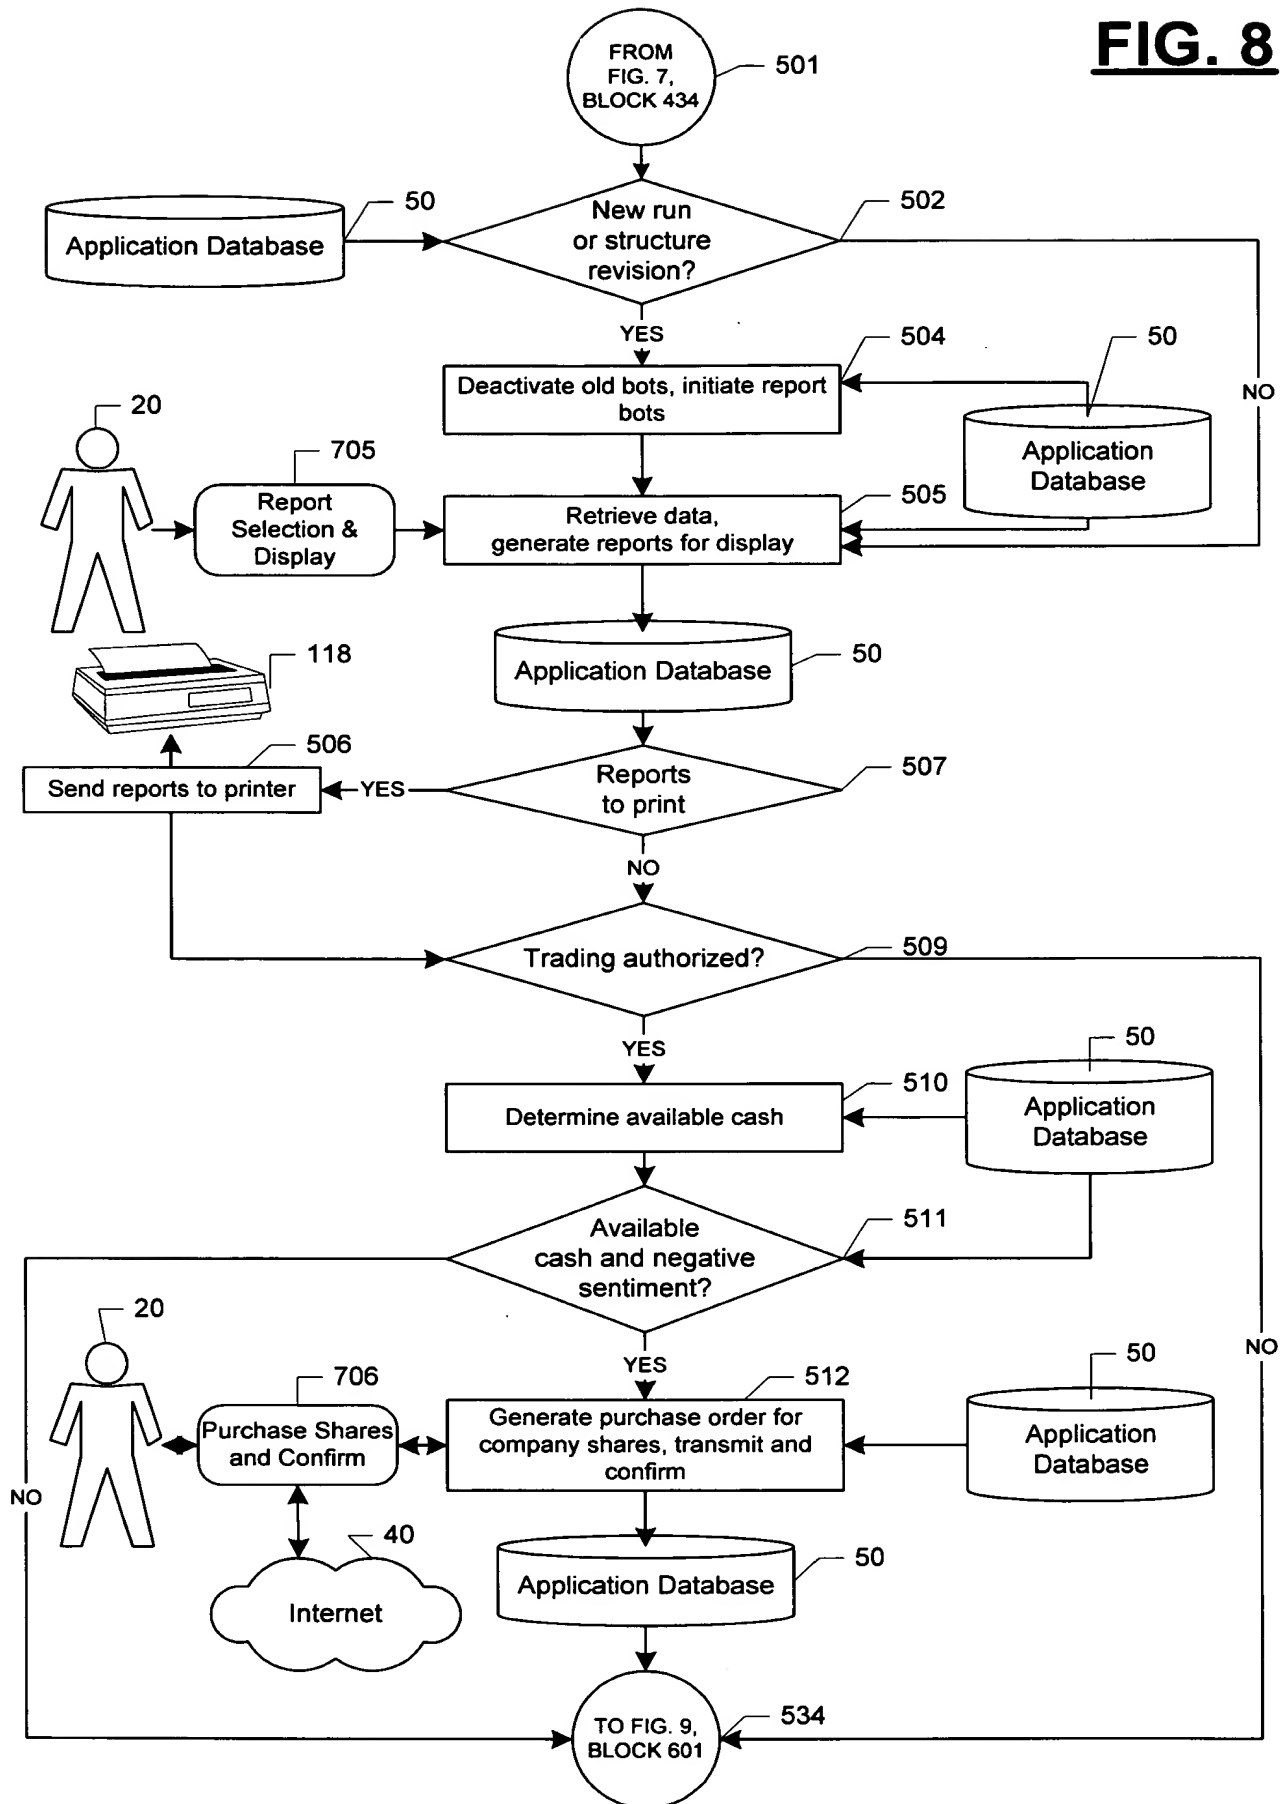 FIG. 8
FROM
FIG. 7,
BLOCK 434
501
50
Application Database
New run
or structure
revision?
502
YES
504
50
Deactivate old bots, initiate report
bots
NO
20
705
Application
Database
Report
Selection &
Display
505
Retrieve data,
generate reports for display
118
Application Database
50
506
Send reports to printer
YES
Reports
to print
507
NO
Trading authorized?
509
YES
50
510
Determine available cash
Application
Database
511
Available
cash and negative
sentiment?
20
YES
50
NO
706
512
Purchase Shares
and Confirm
Generate purchase order for
company shares, transmit and
confirm
Application
Database
NO
40
Internet
Application Database
50
TO FIG. 9,
BLOCK 601
534